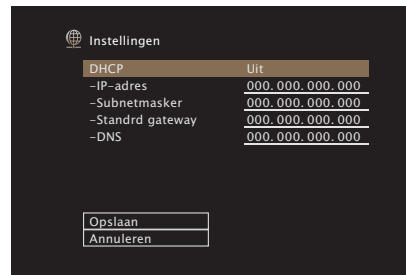 Instellingen
DHCP Uit
-IP-adres 000.000.000.000
-Subnetmasker 000.000.000.000
-Standrd gateway 000.000.000.000
-DNS 000.000.000.000
Opslaan
Annuleren